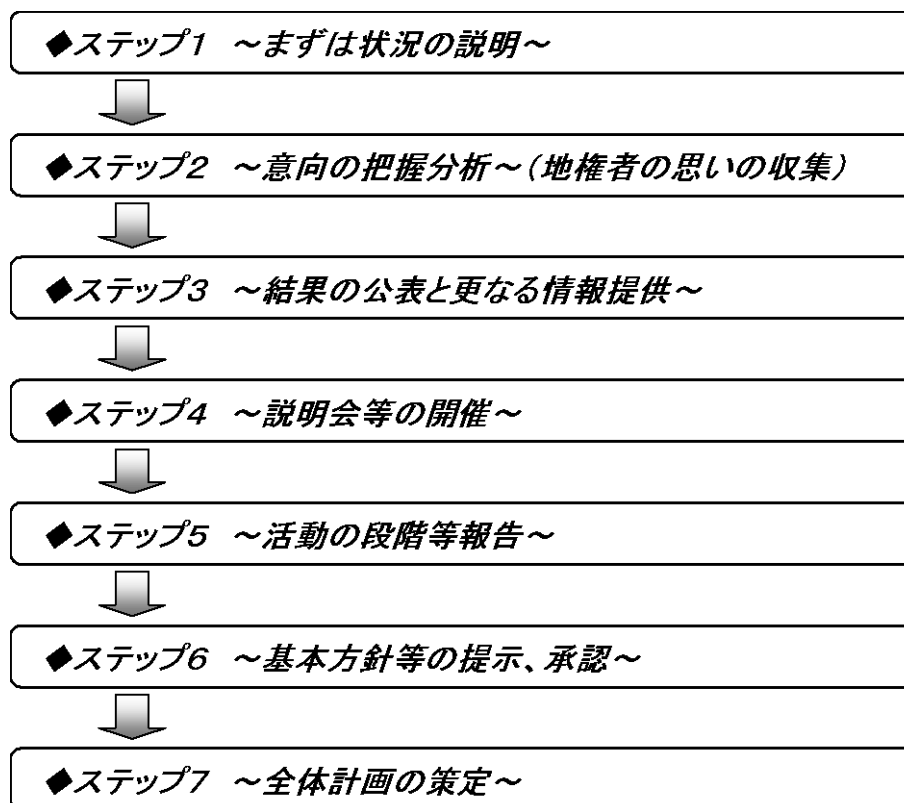 ◆ステップ1 ～まずは状況の説明～
◆ステップ2 ～意向の把握分析～(地権者の思いの収集)
◆ステップ3 ～結果の公表と更なる情報提供～
◆ステップ4 ～説明会等の開催～
◆ステップ5 ～活動の段階等報告～
◆ステップ6 ～基本方針等の提示、承認～
◆ステップ7 ～全体計画の策定～